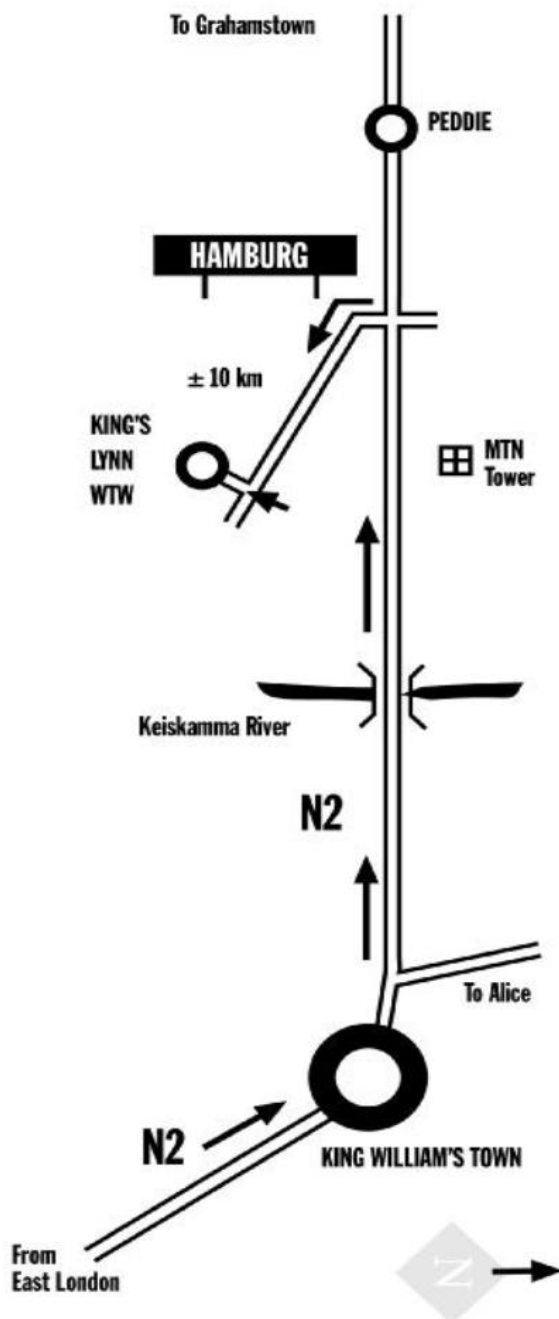 To Grahamstown
PEDDIE
HAMBURG
± 10 km
KING'S
LYNN
WTW
MTN
Tower
Keiskamma River
N2
To Alice
N2
KING WILLIAM'S TOWN
From
East London
N